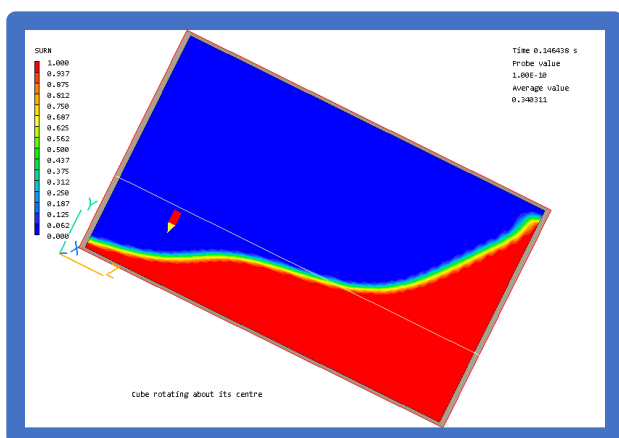 SURN
1.000
0.937
0.875
0.812
0.750
0.687
0.625
0.562
0.500
0.437
0.375
0.312
0.250
0.187
0.125
0.062
0.000
Time 0.146438 s
Probe value
1.00E-10
Average value
0.340311
Y
X
Cube rotating about its centre